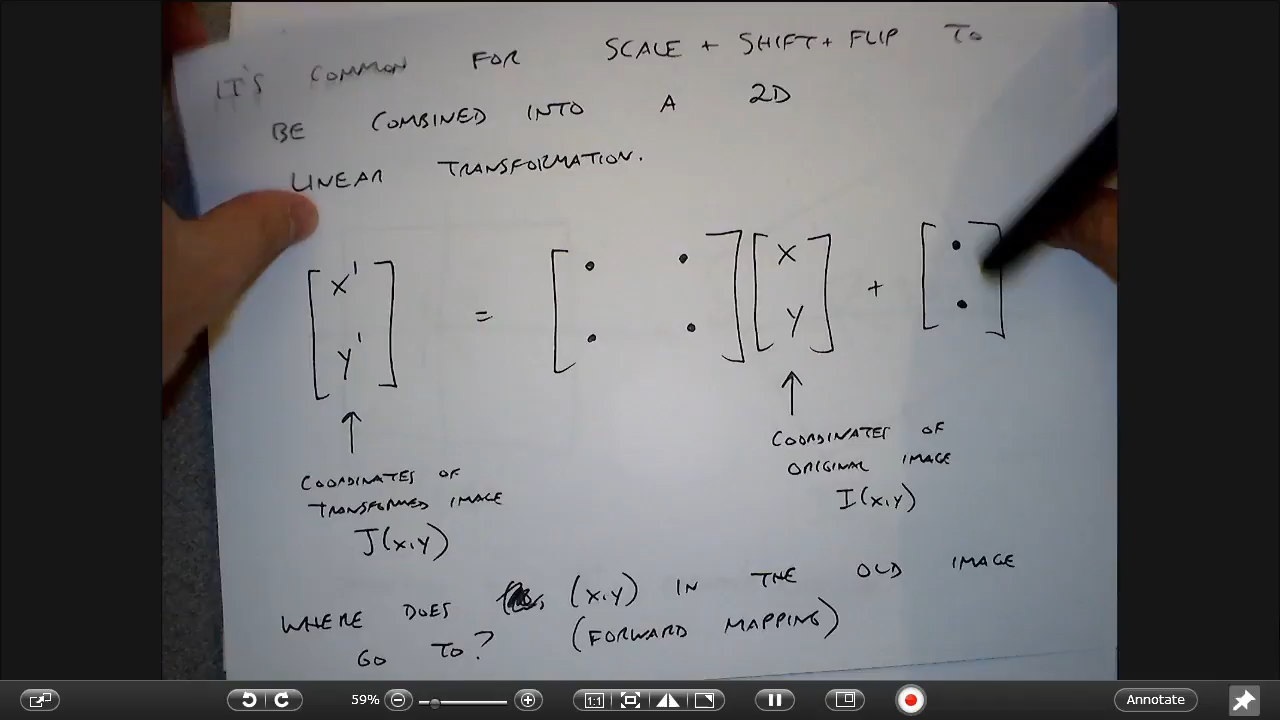 IT'S COMMON FOR SCALE + SHIFT + FLIP TO
BE COMBINED INTO A 2D
LINEAR TRANSFORMATION.
[x' y'] = [• • • •] [x y] + [• •]
COORDINATES OF
TRANSFORMED IMAGE
J(x,y)
COORDINATES OF
ORIGINAL IMAGE
I(x,y)
WHERE DOES (x,y) IN THE OLD IMAGE
GO TO? (FORWARD MAPPING)
59%
1:1
Annotate